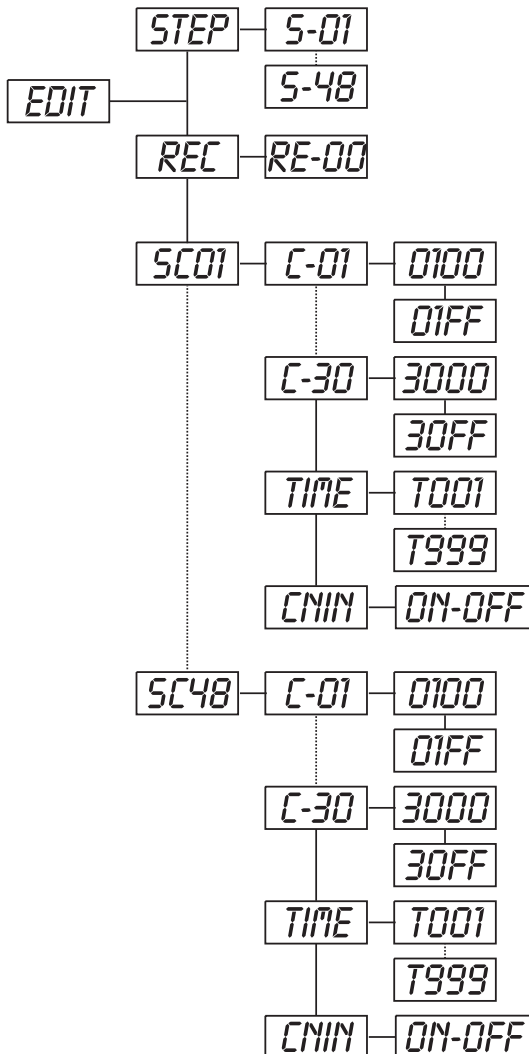 STEP S-01
S-48
EDIT
REC RE-00
SC01 C-01 0100
01FF
C-30 3000
30FF
TIME T001
T999
CNIN ON-OFF
SC48 C-01 0100
01FF
C-30 3000
30FF
TIME T001
T999
CNIN ON-OFF